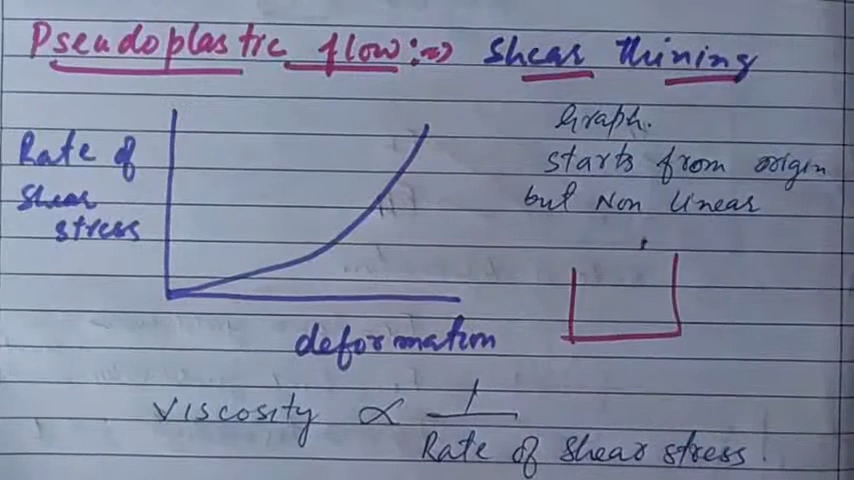 Pseudoplastic flow:⇒ Shear thining
Graph.
starts from origin
but Non linear
Rate of
Shear
stress
deformation
Viscosity ∝ 1
Rate of shear stress.